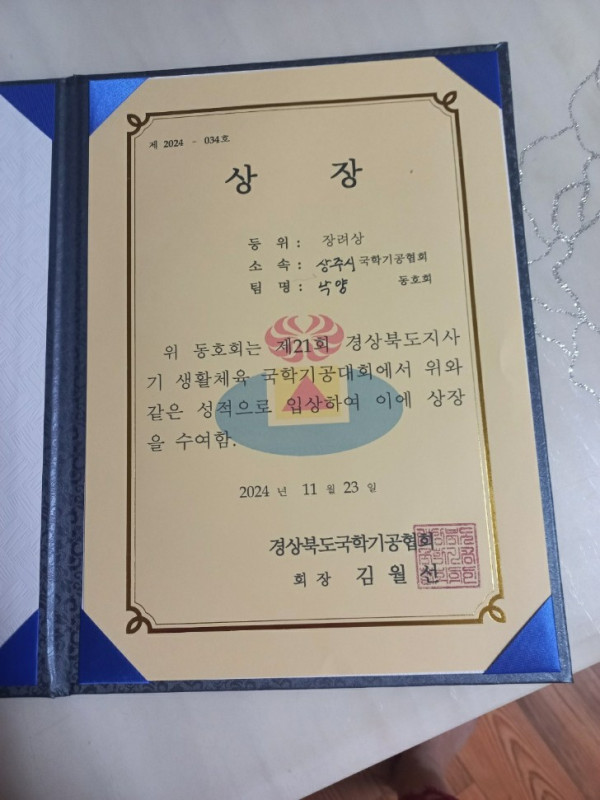 제 2024 - 034호
상 장
등 위 : 장려상
소 속 : 상주시 국학기공협회
팀 명 : 낙양 동호회
위 동호회는 제21회 경상북도지사
기 생활체육 국학기공대회에서 위와
같은 성적으로 입상하여 이에 상장
을 수여함.
2024 년 11 월 23 일
경상북도국학기공협회
회 장 김 월 선